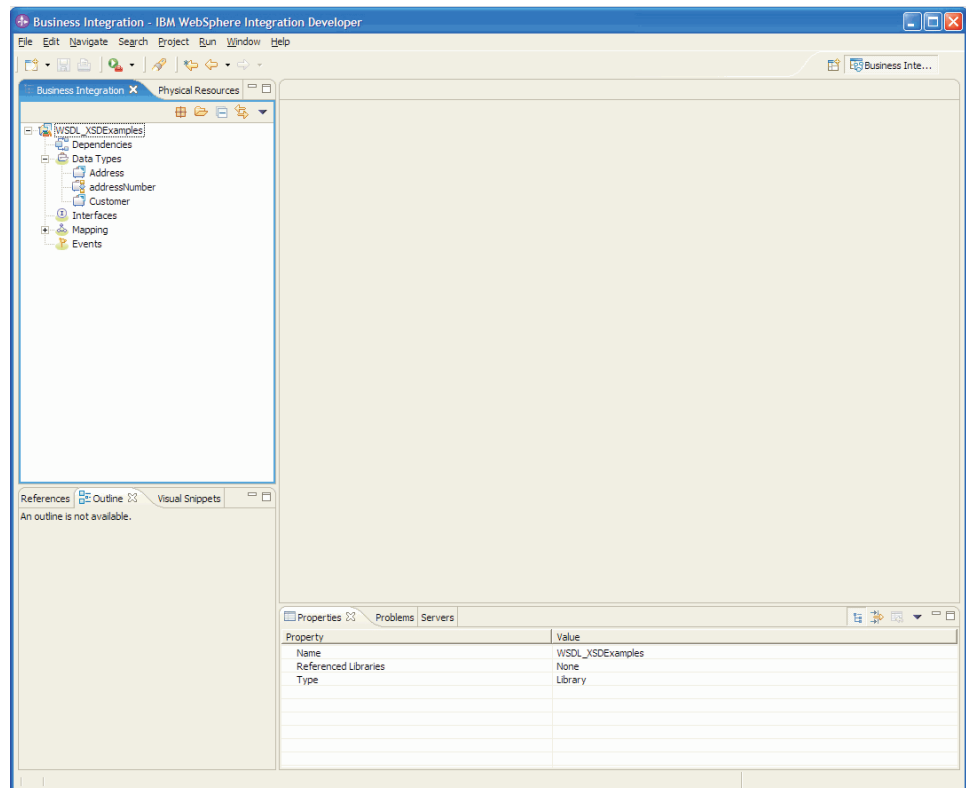 Business Integration - IBM WebSphere Integration Developer
File Edit Navigate Search Project Run Window Help
Business Inte...
Business Integration Physical Resources
WSDL_XSDExamples
Dependencies
Data Types
Address
addressNumber
Customer
Interfaces
Mapping
Events
References Outline Visual Snippets
An outline is not available.
Properties Problems Servers
Property Value
Name WSDL_XSDExamples
Referenced Libraries None
Type Library